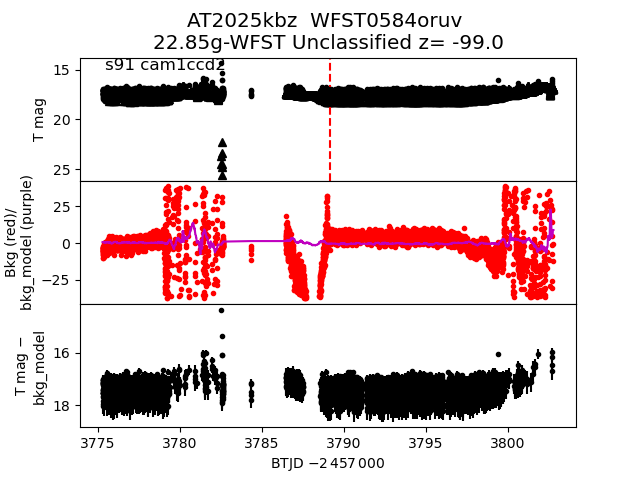 AT2025kbz  WFST0584oruv
22.85g-WFST Unclassified z= -99.0
s91 cam1ccd2
15
20
25
T mag
25
0
−25
Bkg (red)/
bkg_model (purple)
16
18
T mag −
bkg_model
3775 3780 3785 3790 3795 3800
BTJD −2 457 000